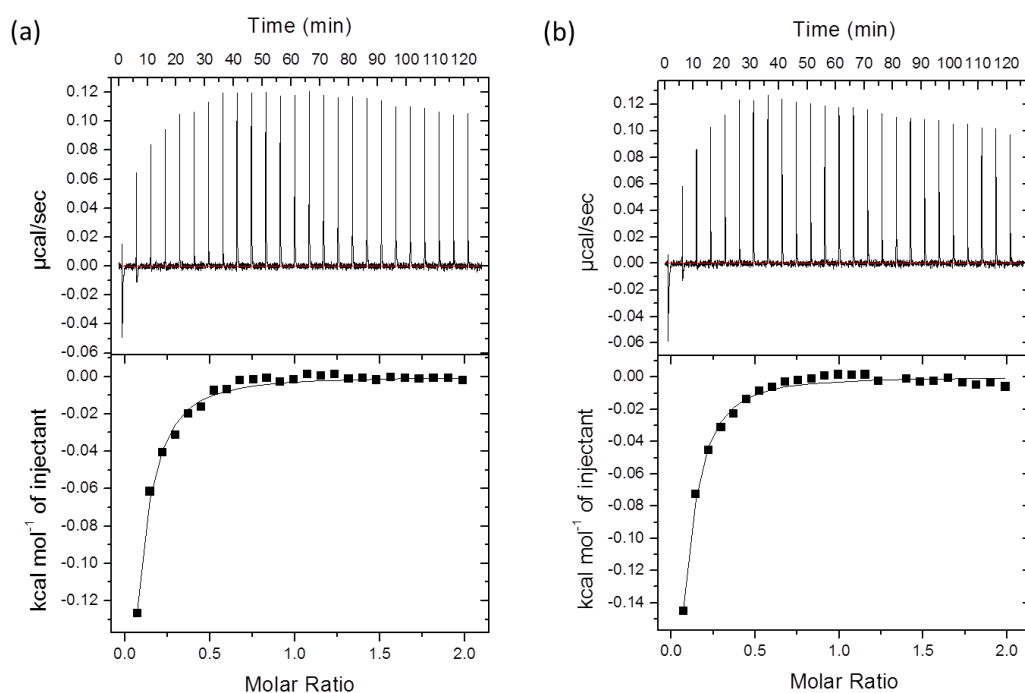 (a)
Time (min)
0 10 20 30 40 50 60 70 80 90 100 110 120
0.12
0.10
0.08
0.06
0.04
0.02
0.00
-0.02
-0.04
-0.06
µcal/sec
0.00
-0.02
-0.04
-0.06
-0.08
-0.10
-0.12
kcal mol⁻¹ of injectant
0.0 0.5 1.0 1.5 2.0
Molar Ratio
(b)
Time (min)
0 10 20 30 40 50 60 70 80 90 100 110 120
0.12
0.10
0.08
0.06
0.04
0.02
0.00
-0.02
-0.04
-0.06
µcal/sec
0.00
-0.02
-0.04
-0.06
-0.08
-0.10
-0.12
-0.14
kcal mol⁻¹ of injectant
0.0 0.5 1.0 1.5 2.0
Molar Ratio